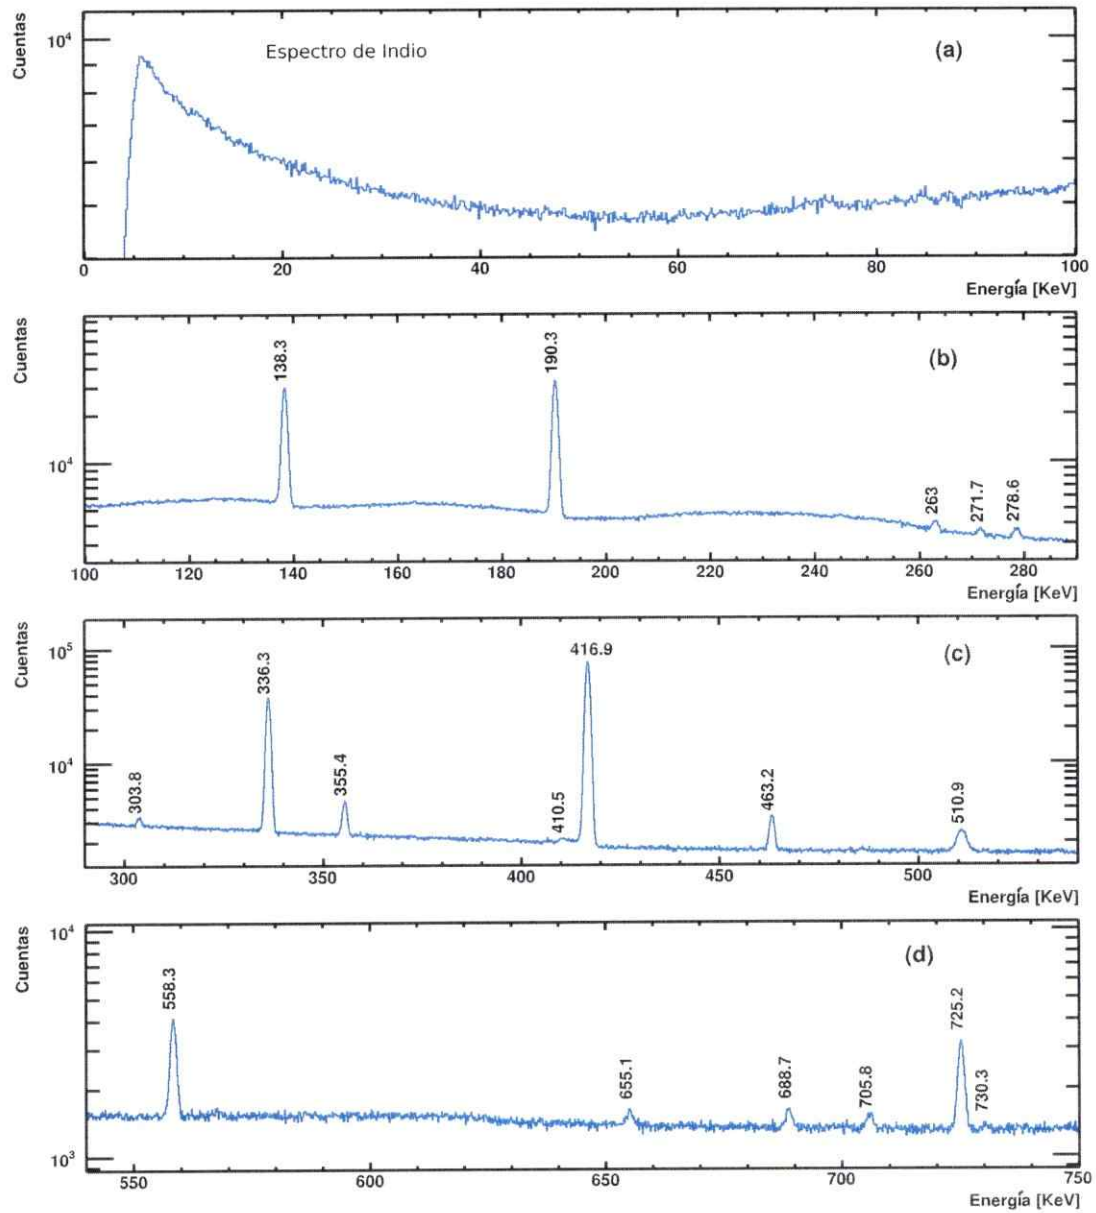 Cuentas
10⁴
Espectro de Indio
(a)
0 20 40 60 80 100
Energía [KeV]
Cuentas
10⁴
138.3
190.3
263
271.7
278.6
(b)
100 120 140 160 180 200 220 240 260 280
Energía [KeV]
Cuentas
10⁵
10⁴
303.8
336.3
355.4
410.5
416.9
463.2
510.9
(c)
300 350 400 450 500
Energía [KeV]
Cuentas
10⁴
10³
558.3
655.1
688.7
705.8
725.2
730.3
(d)
550 600 650 700 750
Energía [KeV]